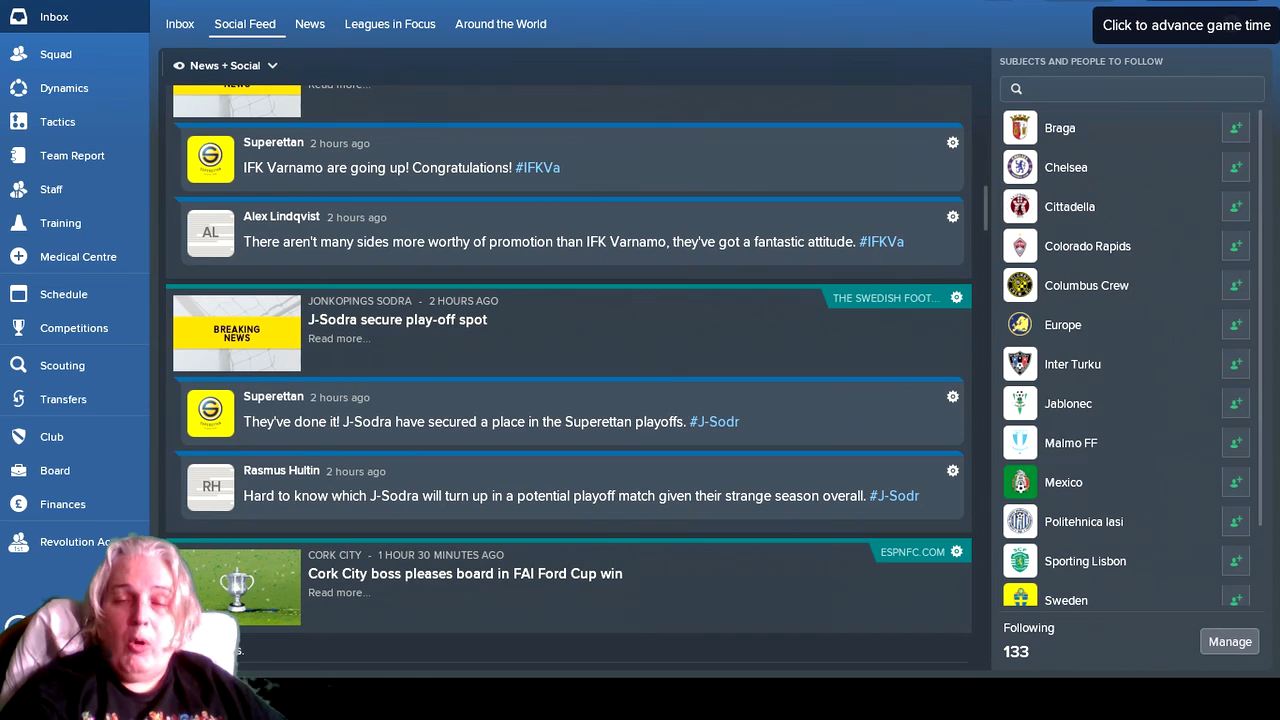 Inbox
Squad
Dynamics
Tactics
Team Report
Staff
Training
Medical Centre
Schedule
Competitions
Scouting
Transfers
Club
Board
Finances
1st
Inbox Social Feed News Leagues in Focus Around the World
Click to advance game time
News + Social
Read more...
Superettan 2 hours ago
IFK Varnamo are going up! Congratulations! #IFKVa
AL
Alex Lindqvist 2 hours ago
There aren't many sides more worthy of promotion than IFK Varnamo, they've got a fantastic attitude. #IFKVa
BREAKING
NEWS
JONKOPINGS SODRA - 2 HOURS AGO
THE SWEDISH FOOT...
J-Sodra secure play-off spot
Read more...
Superettan 2 hours ago
They've done it! J-Sodra have secured a place in the Superettan playoffs. #J-Sodr
RH
Rasmus Hultin 2 hours ago
Hard to know which J-Sodra will turn up in a potential playoff match given their strange season overall. #J-Sodr
CORK CITY - 1 HOUR 30 MINUTES AGO
ESPNFC.COM
Cork City boss pleases board in FAI Ford Cup win
Read more...
SUBJECTS AND PEOPLE TO FOLLOW
Braga
Chelsea
Cittadella
Colorado Rapids
Columbus Crew
Europe
Inter Turku
Jablonec
Malmo FF
Mexico
Politehnica Iasi
Sporting Lisbon
Sweden
Following
133
Manage